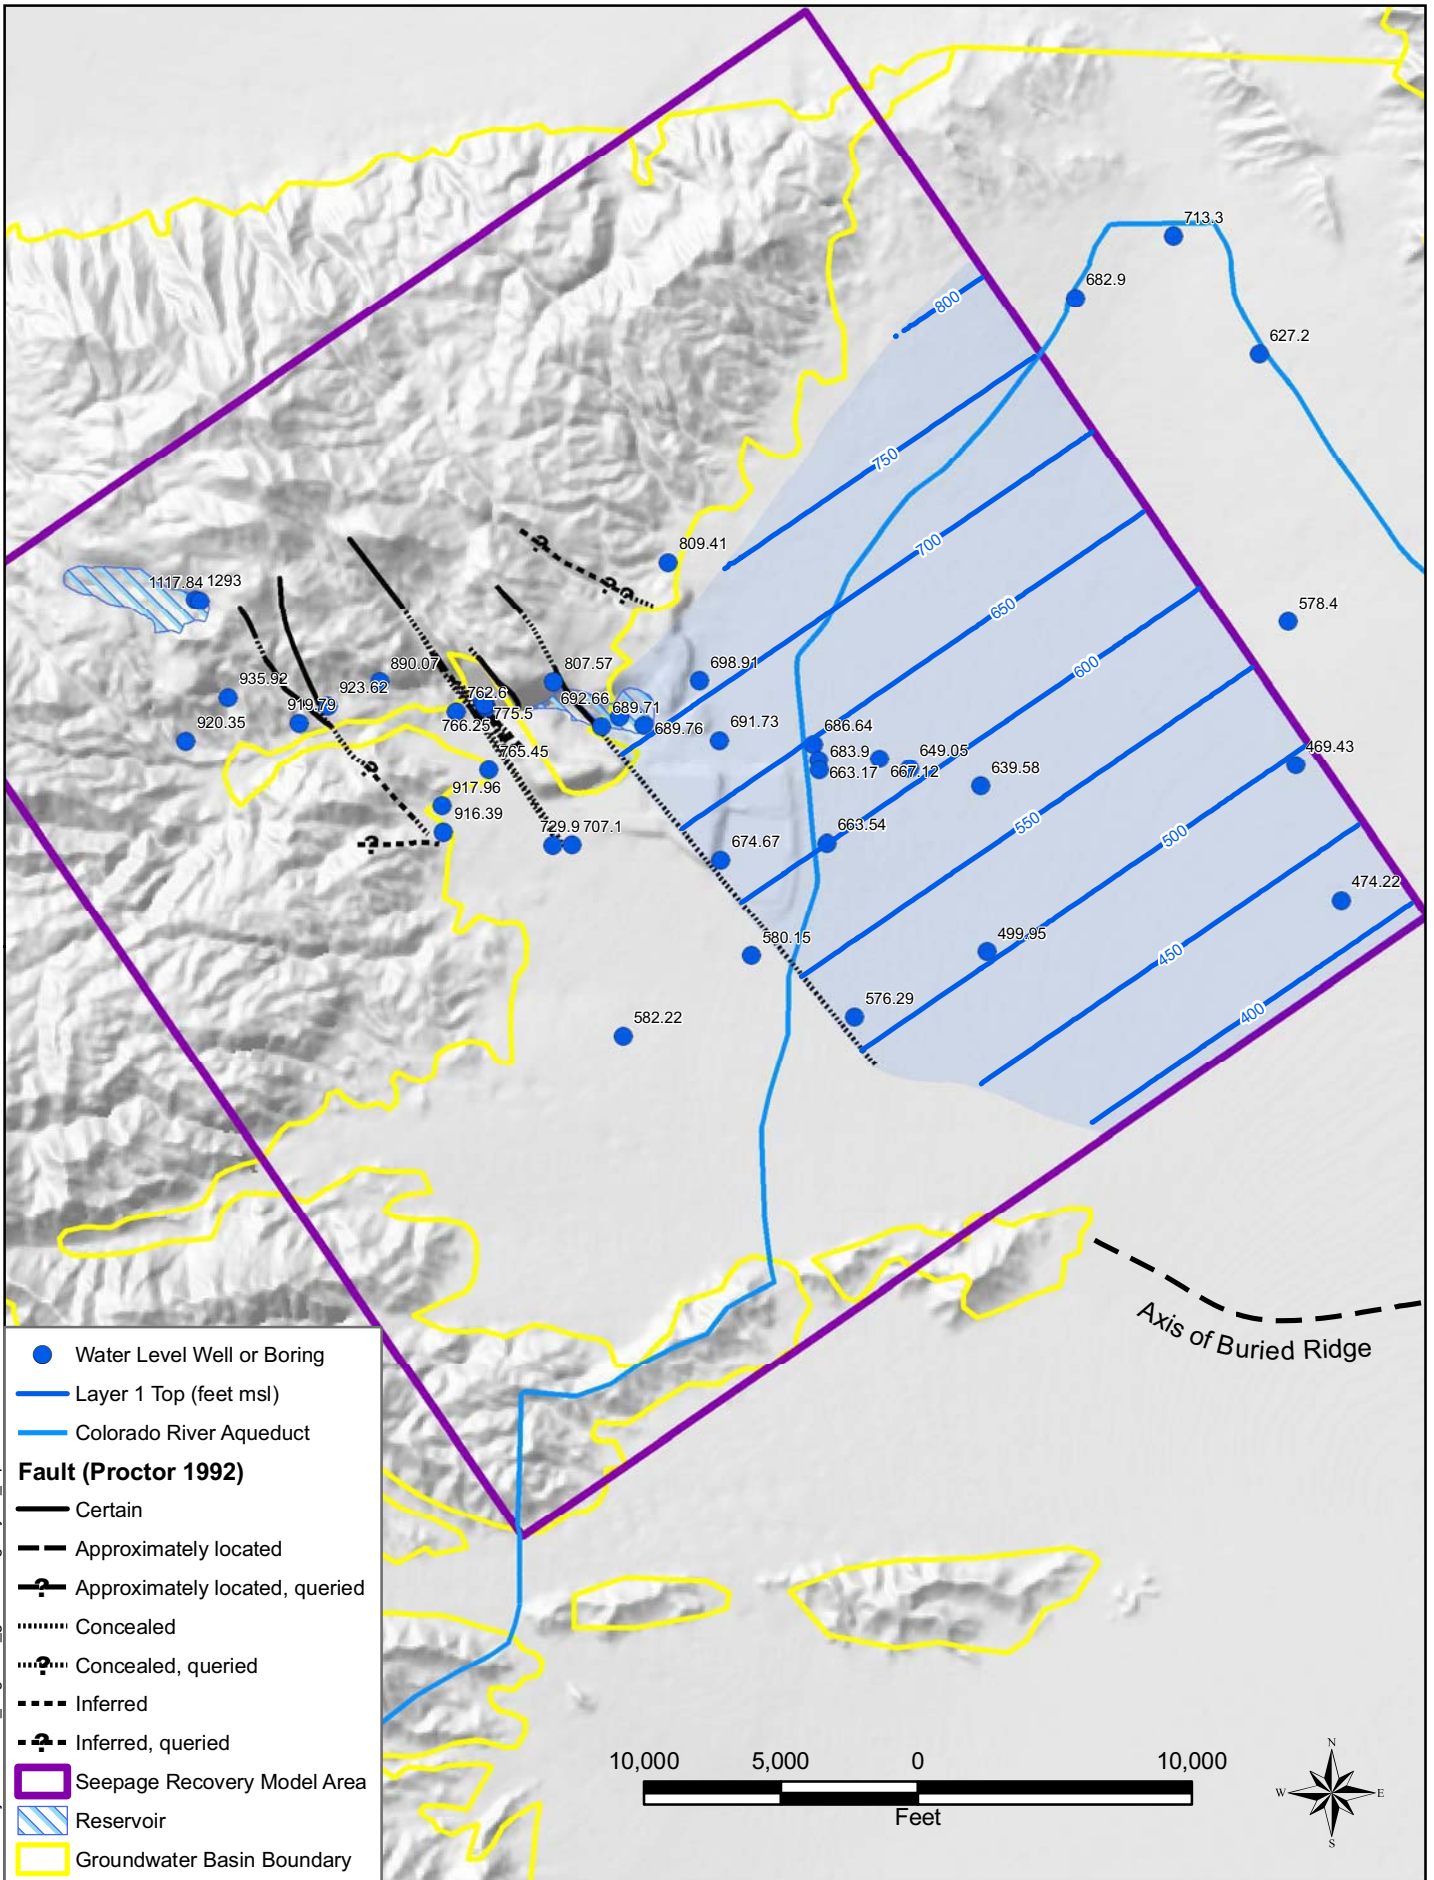 713.3
682.9
800
627.2
750
809.41
700
1117.84 1293
650
578.4
890.07
807.57
698.91
600
935.92
923.62
762.6
692.66
689.71
919.79
775.5
920.35
766.25
689.76
691.73
686.64
765.45
683.9
649.05
469.43
663.17
667.12
639.58
917.96
916.39
550
500
729.9 707.1
663.54
674.67
474.22
580.15
499.95
450
576.29
400
582.22
Axis of Buried Ridge
Water Level Well or Boring
Layer 1 Top (feet msl)
Colorado River Aqueduct
Fault (Proctor 1992)
Certain
Approximately located
? Approximately located, queried
Concealed
? Concealed, queried
Inferred
? Inferred, queried
Seepage Recovery Model Area
Reservoir
Groundwater Basin Boundary
10,000 5,000 0 10,000
Feet
N
W E
S